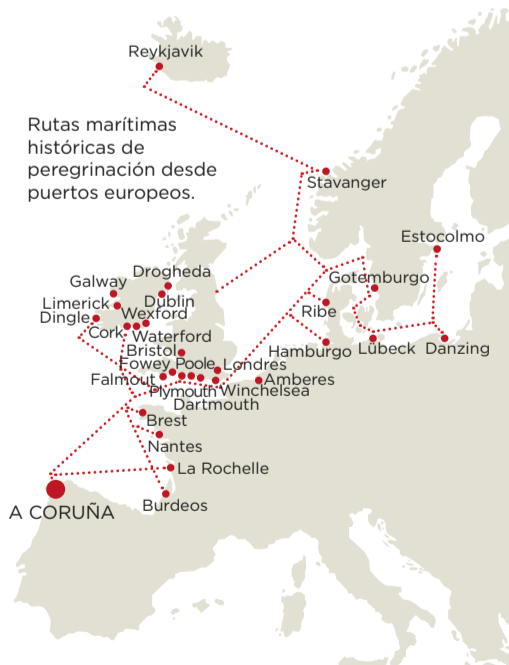 Reykjavik
Rutas marítimas
históricas de
peregrinación desde
puertos europeos.
Stavanger
Estocolmo
Drogheda
Galway
Gotemburgo
Limerick
Dublin
Dingle
Wexford
Ribe
Cork
Waterford
Bristol
Hamburgo
Lübeck
Danzing
Fowey
Poole
Londres
Falmout
Plymouth
Winchelsea
Amberes
Dartmouth
Brest
Nantes
La Rochelle
Burdeos
A CORUÑA